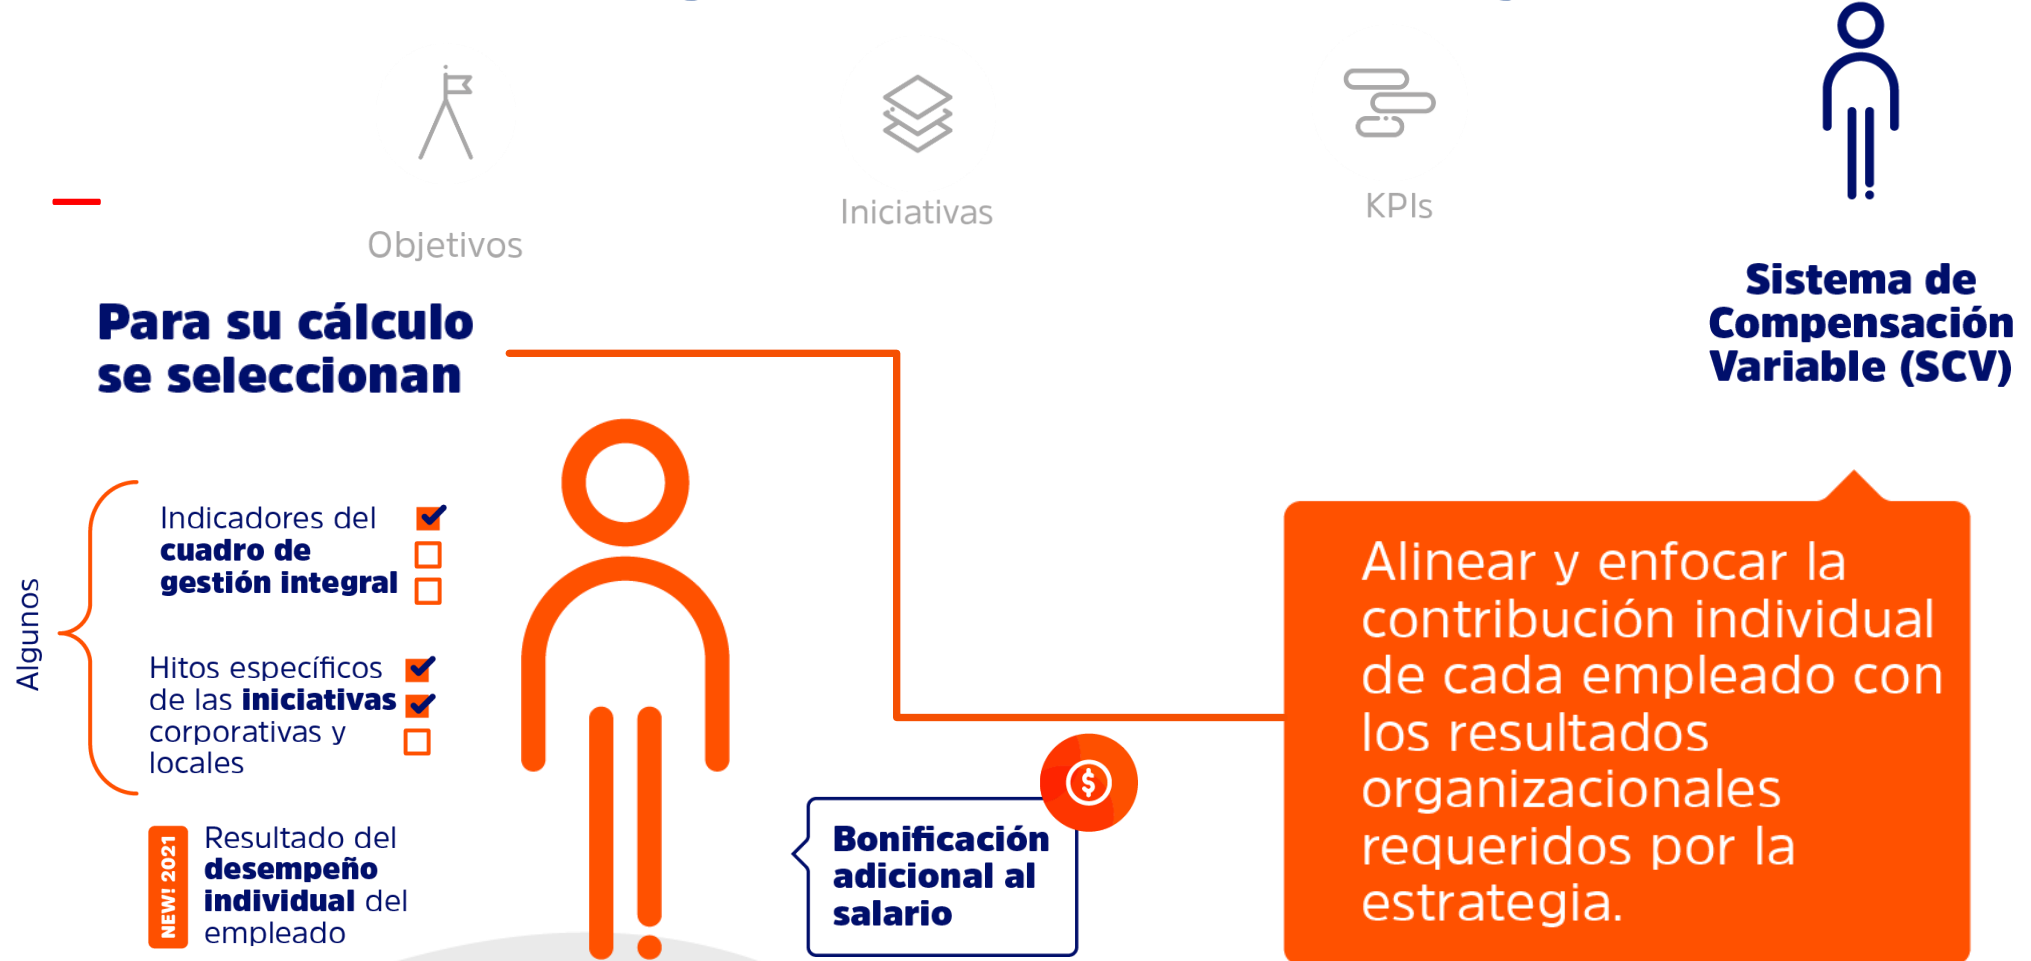 Objetivos
Iniciativas
KPIs
Sistema de
Compensación
Variable (SCV)
Para su cálculo
se seleccionan
Algunos
Indicadores del
cuadro de
gestión integral
Hitos específicos
de las iniciativas
corporativas y
locales
NEW! 2021
Resultado del
desempeño
individual del
empleado
$
Bonificación
adicional al
salario
Alinear y enfocar la
contribución individual
de cada empleado con
los resultados
organizacionales
requeridos por la
estrategia.